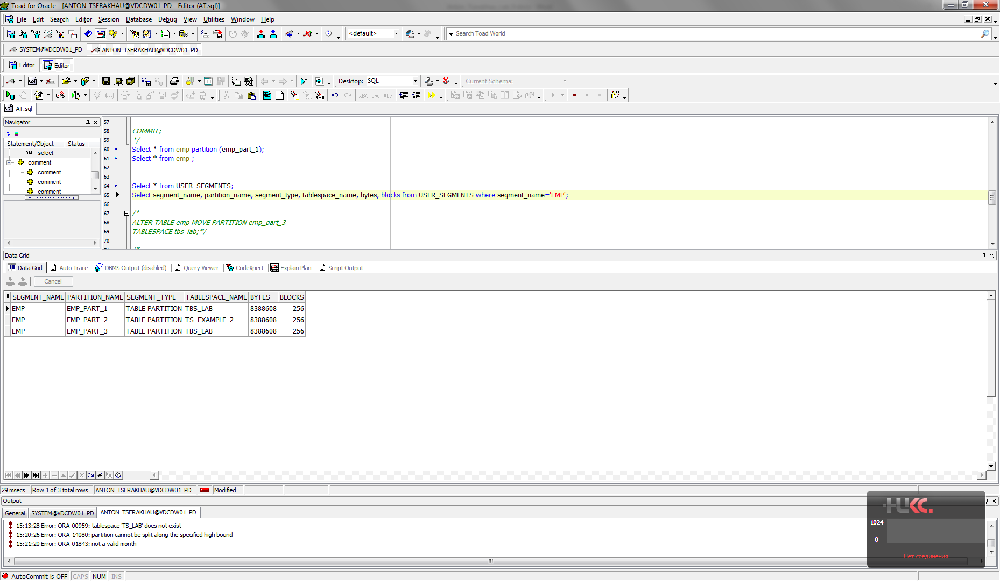 Toad for Oracle - [ANTON_TSERAKHAU@VDCDW01_PD - Editor (AT.sql)]
File Edit Search Editor Session Database Debug View Utilities Window Help
<default> Search Toad World
SYSTEM@VDCDW01_PD ANTON_TSERAKHAU@VDCDW01_PD
Editor Editor
Desktop: SQL Current Schema:
AT.sql
Navigator
Statement/Object Status
DML select
comment
comment
comment
comment
57
58 COMMIT;
59 */
60 Select * from emp partition (emp_part_1);
61 Select * from emp ;
62
63
64 Select * from USER_SEGMENTS;
65 Select segment_name, partition_name, segment_type, tablespace_name, bytes, blocks from USER_SEGMENTS where segment_name='EMP';
66
67 /*
68 ALTER TABLE emp MOVE PARTITION emp_part_3
69 TABLESPACE tbs_lab;*/
70
Data Grid
Data Grid Auto Trace DBMS Output (disabled) Query Viewer CodeXpert Explain Plan Script Output
Cancel
SEGMENT_NAME PARTITION_NAME SEGMENT_TYPE TABLESPACE_NAME BYTES BLOCKS
EMP EMP_PART_1 TABLE PARTITION TBS_LAB 8388608 256
EMP EMP_PART_2 TABLE PARTITION TS_EXAMPLE_2 8388608 256
EMP EMP_PART_3 TABLE PARTITION TBS_LAB 8388608 256
29 msecs Row 1 of 3 total rows ANTON_TSERAKHAU@VDCDW01_PD Modified
Output
General SYSTEM@VDCDW01_PD ANTON_TSERAKHAU@VDCDW01_PD
15:13:28 Error: ORA-00959: tablespace 'TS_LAB' does not exist
15:20:26 Error: ORA-14080: partition cannot be split along the specified high bound
15:21:20 Error: ORA-01843: not a valid month
1024
0
Нет соединения
AutoCommit is OFF CAPS NUM INS